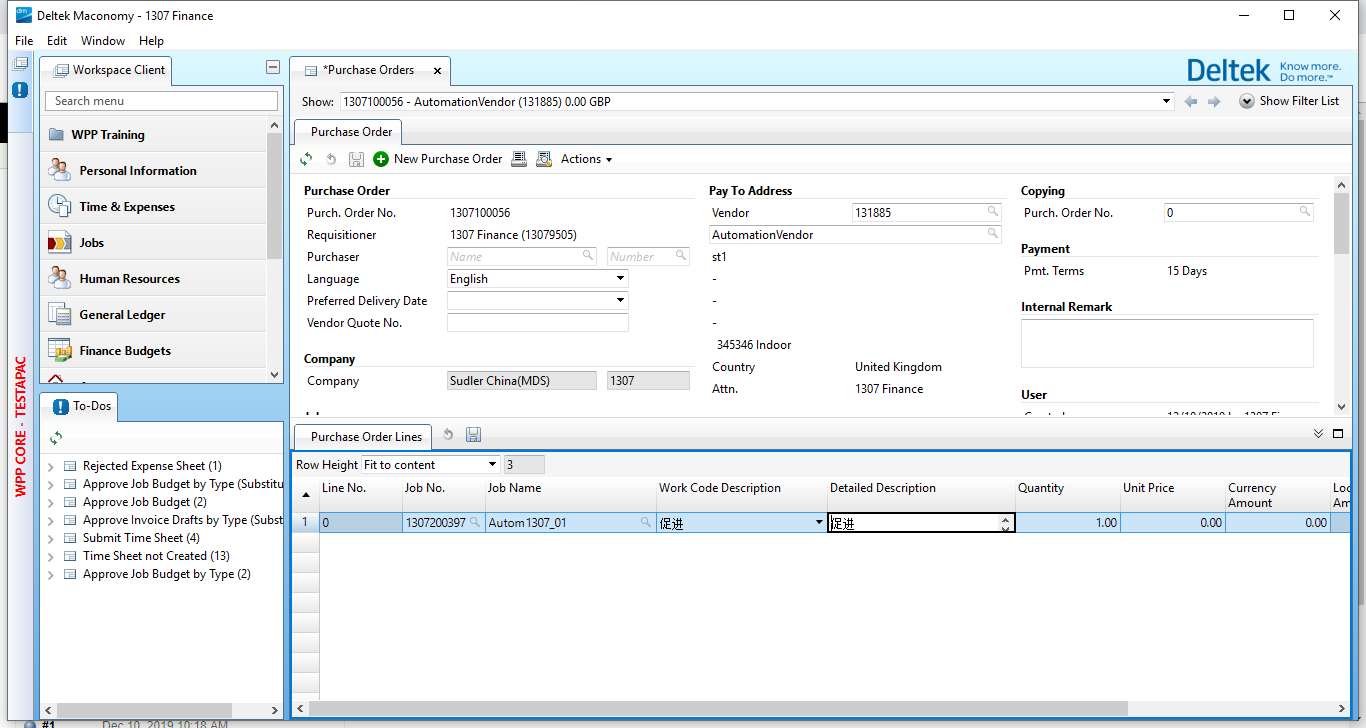 Deltek Maconomy - 1307 Finance
File Edit Window Help
Workspace Client
*Purchase Orders
Deltek Know more. Do more.™
Search menu
Show: 1307100056 - AutomationVendor (131885) 0.00 GBP
Show Filter List
WPP Training
Personal Information
Time & Expenses
Jobs
Human Resources
General Ledger
Finance Budgets
WPP CORE - TESTAPAC
To-Dos
Rejected Expense Sheet (1)
Approve Job Budget by Type (Substitu
Approve Job Budget (2)
Approve Invoice Drafts by Type (Subst
Submit Time Sheet (4)
Time Sheet not Created (13)
Approve Job Budget by Type (2)
Purchase Order
New Purchase Order Actions
Purchase Order
Purch. Order No. 1307100056
Requisitioner 1307 Finance (13079505)
Purchaser Name Number
Language English
Preferred Delivery Date
Vendor Quote No.
Company
Company Sudler China(MDS) 1307
Pay To Address
Vendor 131885
AutomationVendor
st1
-
-
-
345346 Indoor
Country United Kingdom
Attn. 1307 Finance
Copying
Purch. Order No. 0
Payment
Pmt. Terms 15 Days
Internal Remark
User
Purchase Order Lines
Row Height Fit to content 3
Line No. Job No. Job Name Work Code Description Detailed Description Quantity Unit Price Currency Amount Loc Am
1 0 1307200397 Autom1307_01 促进 促进 1.00 0.00 0.00
#1 Dec 10, 2019 10:18 AM